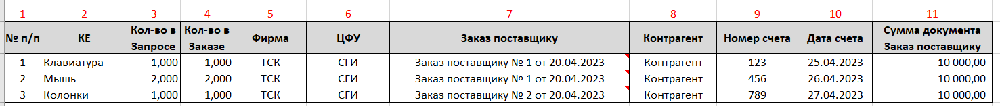 1 2 3 4 5 6 7 8 9 10 11
№ п/п КЕ Кол-во в Запросе Кол-во в Заказе Фирма ЦФУ Заказ поставщику Контрагент Номер счета Дата счета Сумма документа Заказ поставщику
1 Клавиатура 1,000 1,000 ТСК СГИ Заказ поставщику № 1 от 20.04.2023 Контрагент 123 25.04.2023 10 000,00
2 Мышь 2,000 2,000 ТСК СГИ Заказ поставщику № 1 от 20.04.2023 Контрагент 456 26.04.2023 10 000,00
3 Колонки 1,000 1,000 ТСК СГИ Заказ поставщику № 2 от 20.04.2023 Контрагент 789 27.04.2023 10 000,00